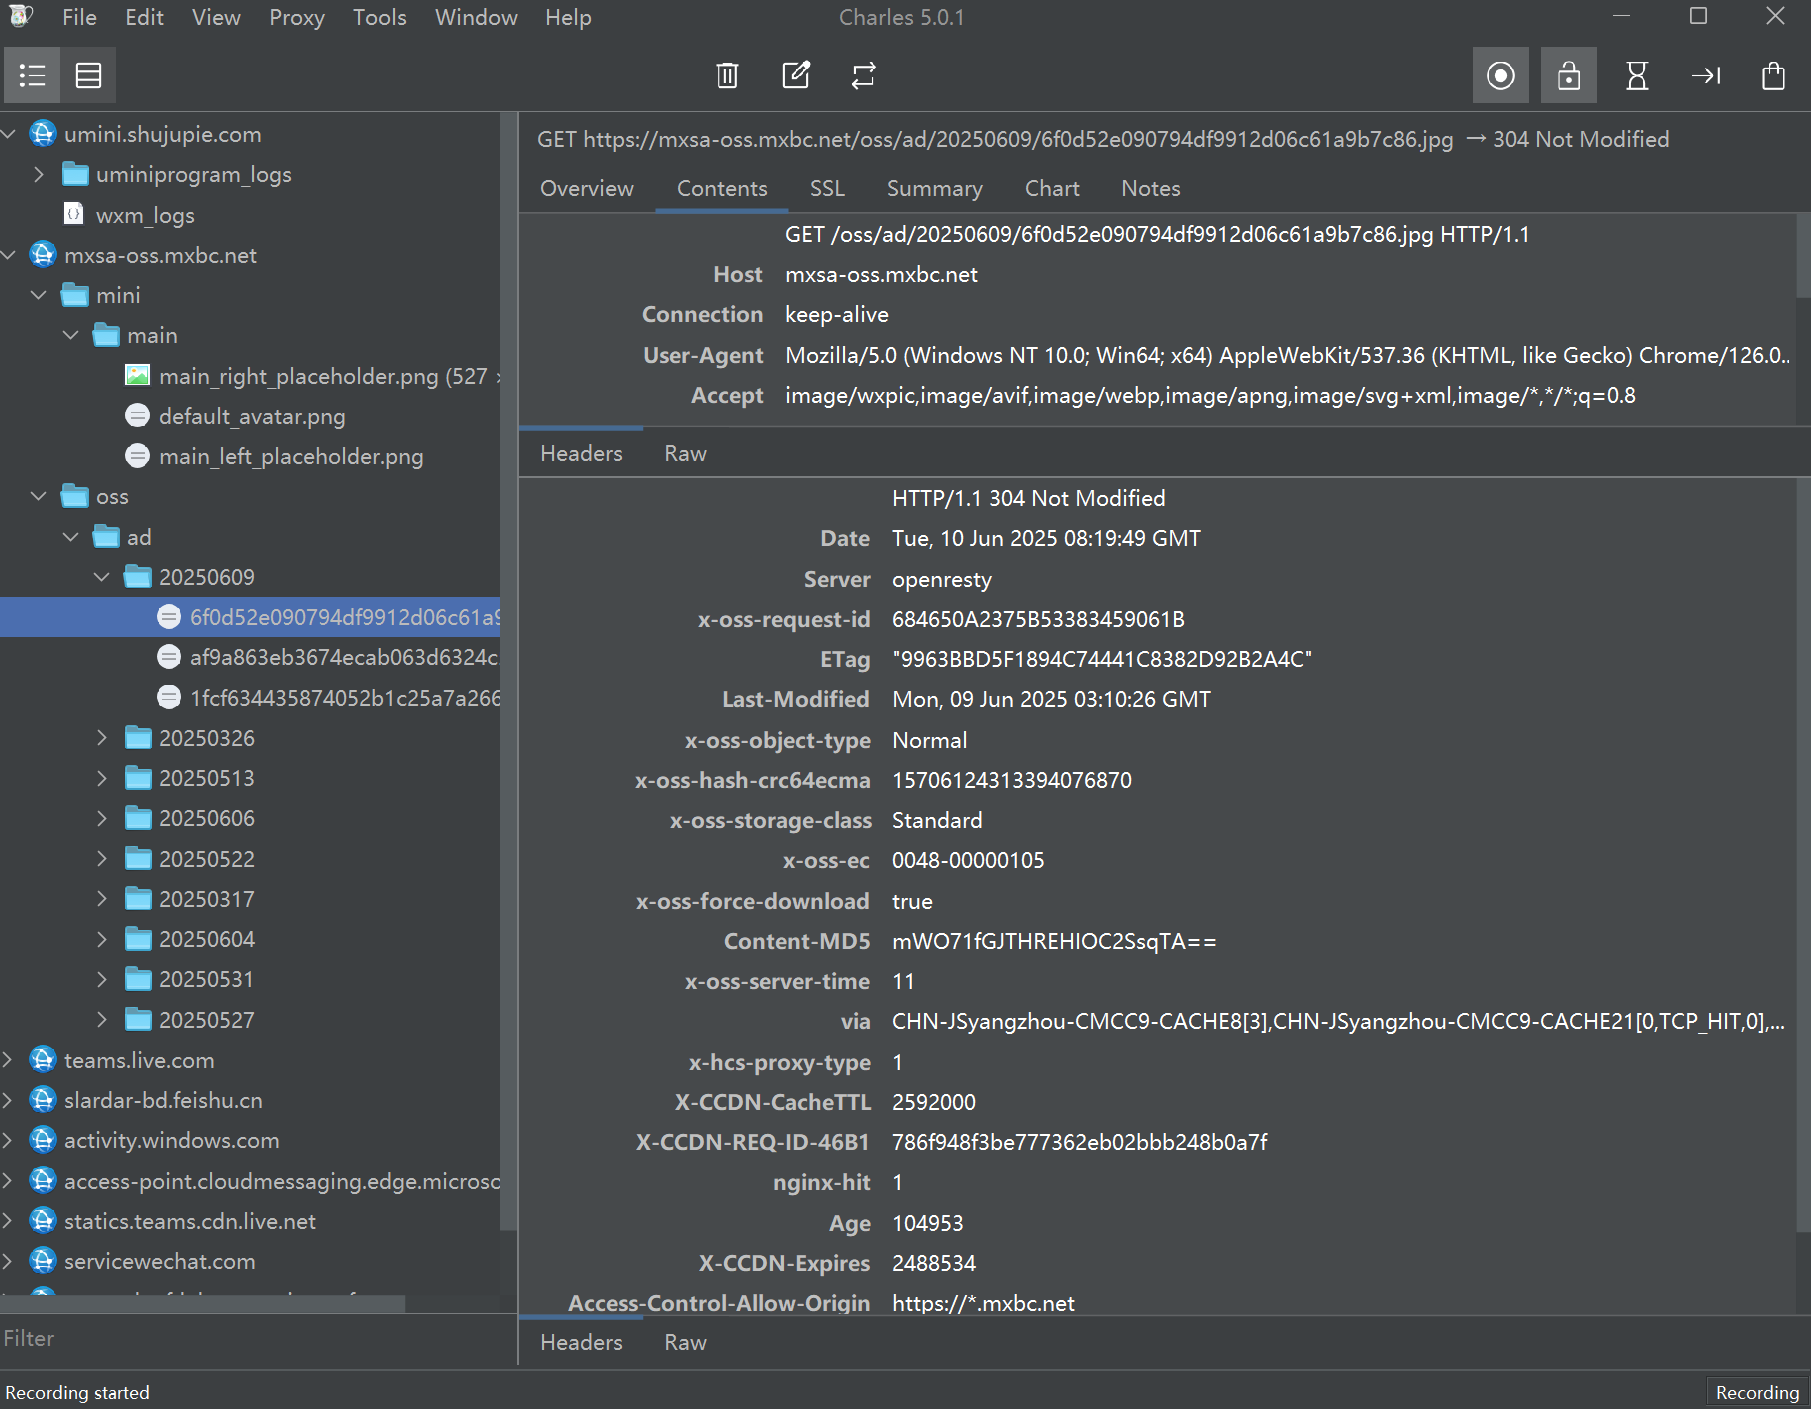 File Edit View Proxy Tools Window Help Charles 5.0.1
umini.shujupie.com
uminiprogram_logs
wxm_logs
mxsa-oss.mxbc.net
mini
main
main_right_placeholder.png (527
default_avatar.png
main_left_placeholder.png
oss
ad
20250609
6f0d52e090794df9912d06c61a9
af9a863eb3674ecab063d6324c
1fcf634435874052b1c25a7a266
20250326
20250513
20250606
20250522
20250317
20250604
20250531
20250527
teams.live.com
slardar-bd.feishu.cn
activity.windows.com
access-point.cloudmessaging.edge.microsc
statics.teams.cdn.live.net
servicewechat.com
Filter
GET https://mxsa-oss.mxbc.net/oss/ad/20250609/6f0d52e090794df9912d06c61a9b7c86.jpg → 304 Not Modified
Overview Contents SSL Summary Chart Notes
GET /oss/ad/20250609/6f0d52e090794df9912d06c61a9b7c86.jpg HTTP/1.1
Host mxsa-oss.mxbc.net
Connection keep-alive
User-Agent Mozilla/5.0 (Windows NT 10.0; Win64; x64) AppleWebKit/537.36 (KHTML, like Gecko) Chrome/126.0...
Accept image/wxpic,image/avif,image/webp,image/apng,image/svg+xml,image/*,*/*;q=0.8
Headers Raw
HTTP/1.1 304 Not Modified
Date Tue, 10 Jun 2025 08:19:49 GMT
Server openresty
x-oss-request-id 684650A2375B53383459061B
ETag "9963BBD5F1894C74441C8382D92B2A4C"
Last-Modified Mon, 09 Jun 2025 03:10:26 GMT
x-oss-object-type Normal
x-oss-hash-crc64ecma 15706124313394076870
x-oss-storage-class Standard
x-oss-ec 0048-00000105
x-oss-force-download true
Content-MD5 mWO71fGJTHREHIOC2SsqTA==
x-oss-server-time 11
via CHN-JSyangzhou-CMCC9-CACHE8[3],CHN-JSyangzhou-CMCC9-CACHE21[0,TCP_HIT,0],...
x-hcs-proxy-type 1
X-CCDN-CacheTTL 2592000
X-CCDN-REQ-ID-46B1 786f948f3be777362eb02bbb248b0a7f
nginx-hit 1
Age 104953
X-CCDN-Expires 2488534
Access-Control-Allow-Origin https://*.mxbc.net
Headers Raw
Recording started
Recording